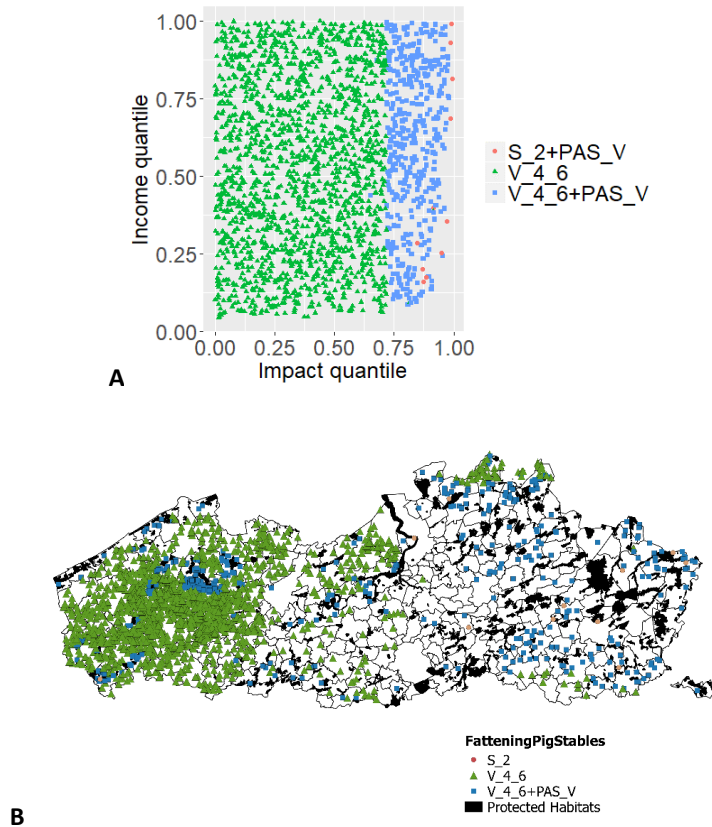 1.00
0.75
0.50
0.25
0.00
Income quantile
0.00 0.25 0.50 0.75 1.00
Impact quantile
S_2+PAS_V
V_4_6
V_4_6+PAS_V
A
FatteningPigStables
S_2
V_4_6
V_4_6+PAS_V
Protected Habitats
B